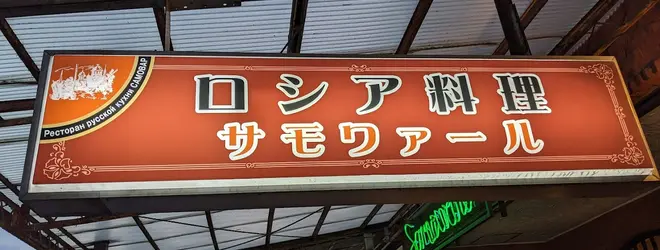 Ресторан русской кухни САМОВАР
ロシア料理
サモワァール